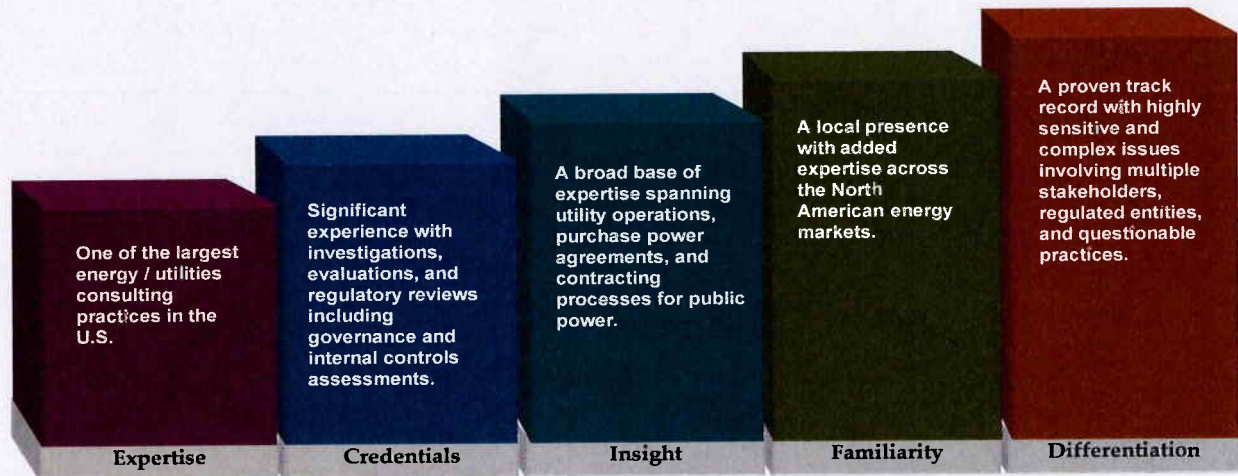 One of the largest
energy / utilities
consulting
practices in the
U.S.
Expertise
Significant
experience with
investigations,
evaluations, and
regulatory reviews
including
governance and
internal controls
assessments.
Credentials
A broad base of
expertise spanning
utility operations,
purchase power
agreements, and
contracting
processes for public
power.
Insight
A local presence
with added
expertise across
the North
American energy
markets.
Familiarity
A proven track
record with highly
sensitive and
complex issues
involving multiple
stakeholders,
regulated entities,
and questionable
practices.
Differentiation